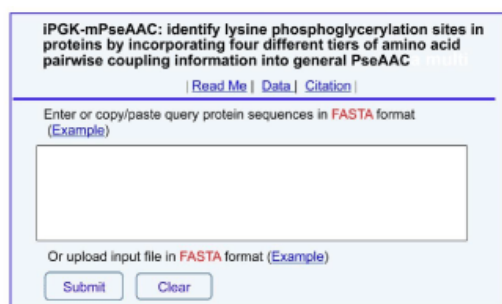 iPGK-mPseAAC: identify lysine phosphoglycerylation sites in
proteins by incorporating four different tiers of amino acid
pairwise coupling information into general PseAAC
| Read Me | Data | Citation |
Enter or copy/paste query protein sequences in FASTA format
(Example)
Or upload input file in FASTA format (Example)
Submit Clear